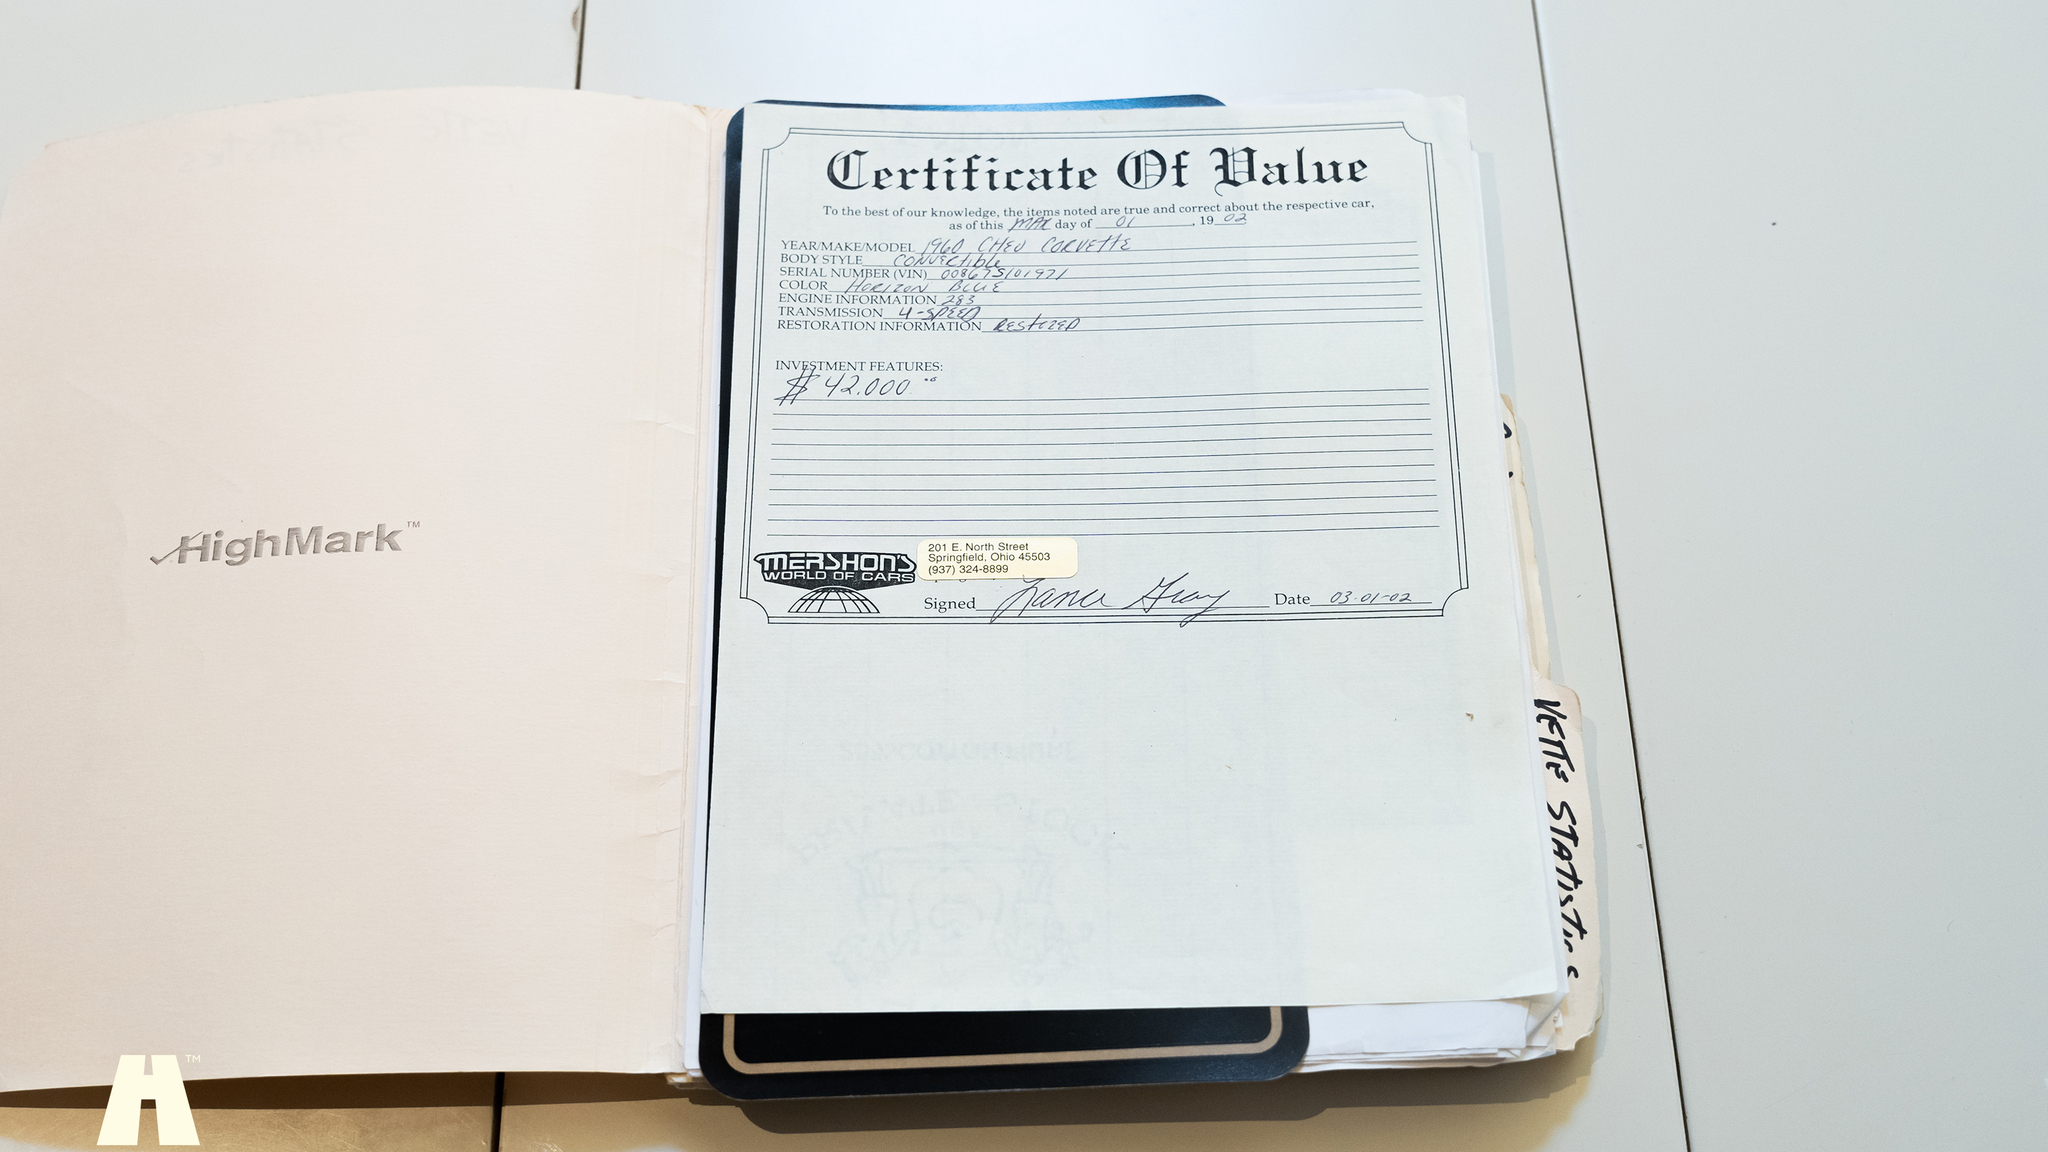 HighMark™
Certificate Of Value
To the best of our knowledge, the items noted are true and correct about the respective car,
as of this MAR day of 01, 19 02
YEAR/MAKE/MODEL 1960 CHEV CORVETTE
BODY STYLE CONVERTIBLE
SERIAL NUMBER (VIN) 00867S101971
COLOR HORIZON BLUE
ENGINE INFORMATION 283
TRANSMISSION 4-SPEED
RESTORATION INFORMATION RESTORED
INVESTMENT FEATURES:
$ 42.000 °°
MERSHON'S
WORLD OF CARS
201 E. North Street
Springfield, Ohio 45503
(937) 324-8899
Signed Lance Gray Date 03-01-02
VETTE STATISTICS
H™